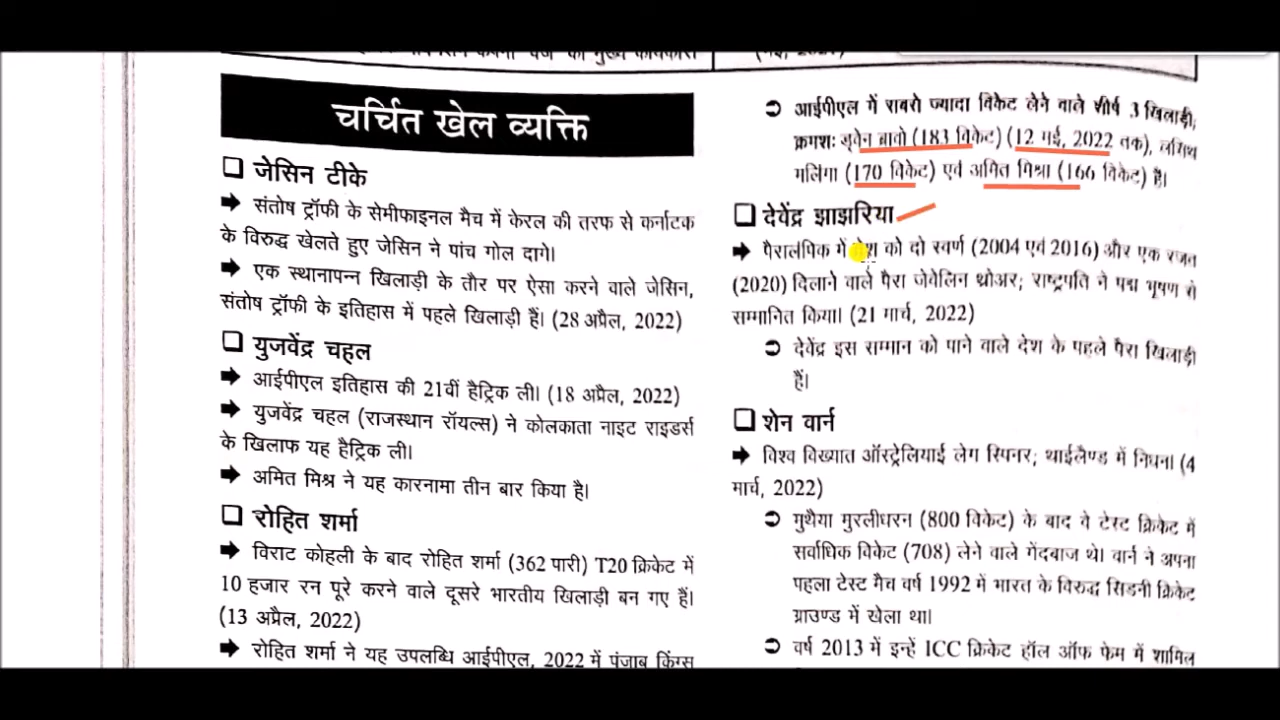 का मुख्य कार्यकारी
चर्चित खेल व्यक्ति
❑ जेसिन टीके
➡ संतोष ट्रॉफी के सेमीफाइनल मैच में केरल की तरफ से कर्नाटक
के विरुद्ध खेलते हुए जेसिन ने पांच गोल दागे।
➡ एक स्थानापन्न खिलाड़ी के तौर पर ऐसा करने वाले जेसिन,
संतोष ट्रॉफी के इतिहास में पहले खिलाड़ी हैं। (28 अप्रैल, 2022)
❑ युजवेंद्र चहल
➡ आईपीएल इतिहास की 21वीं हैट्रिक ली। (18 अप्रैल, 2022)
➡ युजवेंद्र चहल (राजस्थान रॉयल्स) ने कोलकाता नाइट राइडर्स
के खिलाफ यह हैट्रिक ली।
➡ अमित मिश्र ने यह कारनामा तीन बार किया है।
❑ रोहित शर्मा
➡ विराट कोहली के बाद रोहित शर्मा (362 पारी) T20 क्रिकेट में
10 हजार रन पूरे करने वाले दूसरे भारतीय खिलाड़ी बन गए हैं।
(13 अप्रैल, 2022)
➡ रोहित शर्मा ने यह उपलब्धि आईपीएल, 2022 में पंजाब किंग्स
➲ आईपीएल में सबसे ज्यादा विकेट लेने वाले शीर्ष 3 खिलाड़ी,
क्रमशः ड्वेन ब्रावो (183 विकेट) (12 मई, 2022 तक), लसिथ
मलिंगा (170 विकेट) एवं अमित मिश्रा (166 विकेट) है।
❑ देवेंद्र झाझरिया
➡ पैरालंपिक में देश को दो स्वर्ण (2004 एवं 2016) और एक रजत
(2020) दिलाने वाले पैरा जेवेलिन थ्रोअर; राष्ट्रपति ने पद्म भूषण से
सम्मानित किया। (21 मार्च, 2022)
➲ देवेंद्र इस सम्मान को पाने वाले देश के पहले पैरा खिलाड़ी
हैं।
❑ शेन वार्न
➡ विश्व विख्यात ऑस्ट्रेलियाई लेग स्पिनर; थाईलैण्ड में निधन। (4
मार्च, 2022)
➲ मुथैया मुरलीधरन (800 विकेट) के बाद वे टेस्ट क्रिकेट में
सर्वाधिक विकेट (708) लेने वाले गेंदबाज थे। वार्न ने अपना
पहला टेस्ट मैच वर्ष 1992 में भारत के विरुद्ध सिडनी क्रिकेट
ग्राउण्ड में खेला था।
➲ वर्ष 2013 में इन्हें ICC क्रिकेट हॉल ऑफ फेम में शामिल